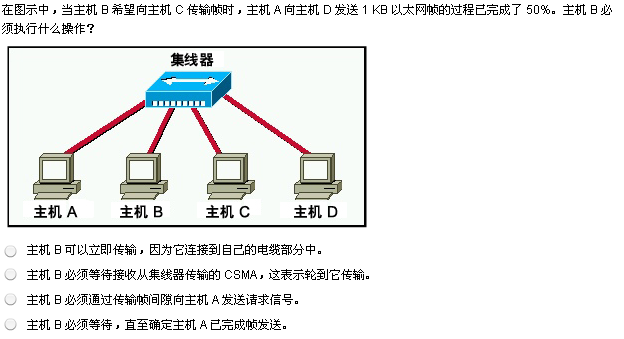 在图示中，当主机 B 希望向主机 C 传输帧时，主机 A 向主机 D 发送 1 KB 以太网帧的过程已完成了 50%。主机 B 必
须执行什么操作？
集线器
主机 A 主机 B 主机 C 主机 D
主机 B 可以立即传输，因为它连接到自己的电缆部分中。
主机 B 必须等待接收从集线器传输的 CSMA，这表示轮到它传输。
主机 B 必须通过传输帧间隙向主机 A 发送请求信号。
主机 B 必须等待，直至确定主机 A 已完成帧发送。